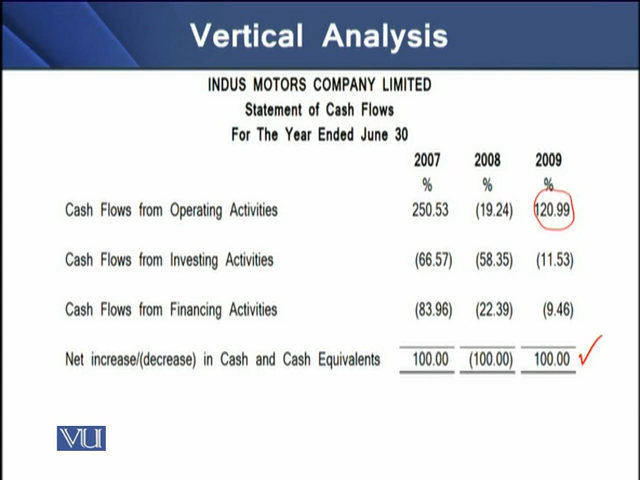 Vertical Analysis
INDUS MOTORS COMPANY LIMITED
Statement of Cash Flows
For The Year Ended June 30
2007 2008 2009
% % %
Cash Flows from Operating Activities 250.53 (19.24) 120.99
Cash Flows from Investing Activities (66.57) (58.35) (11.53)
Cash Flows from Financing Activities (83.96) (22.39) (9.46)
Net increase/(decrease) in Cash and Cash Equivalents 100.00 (100.00) 100.00
VU